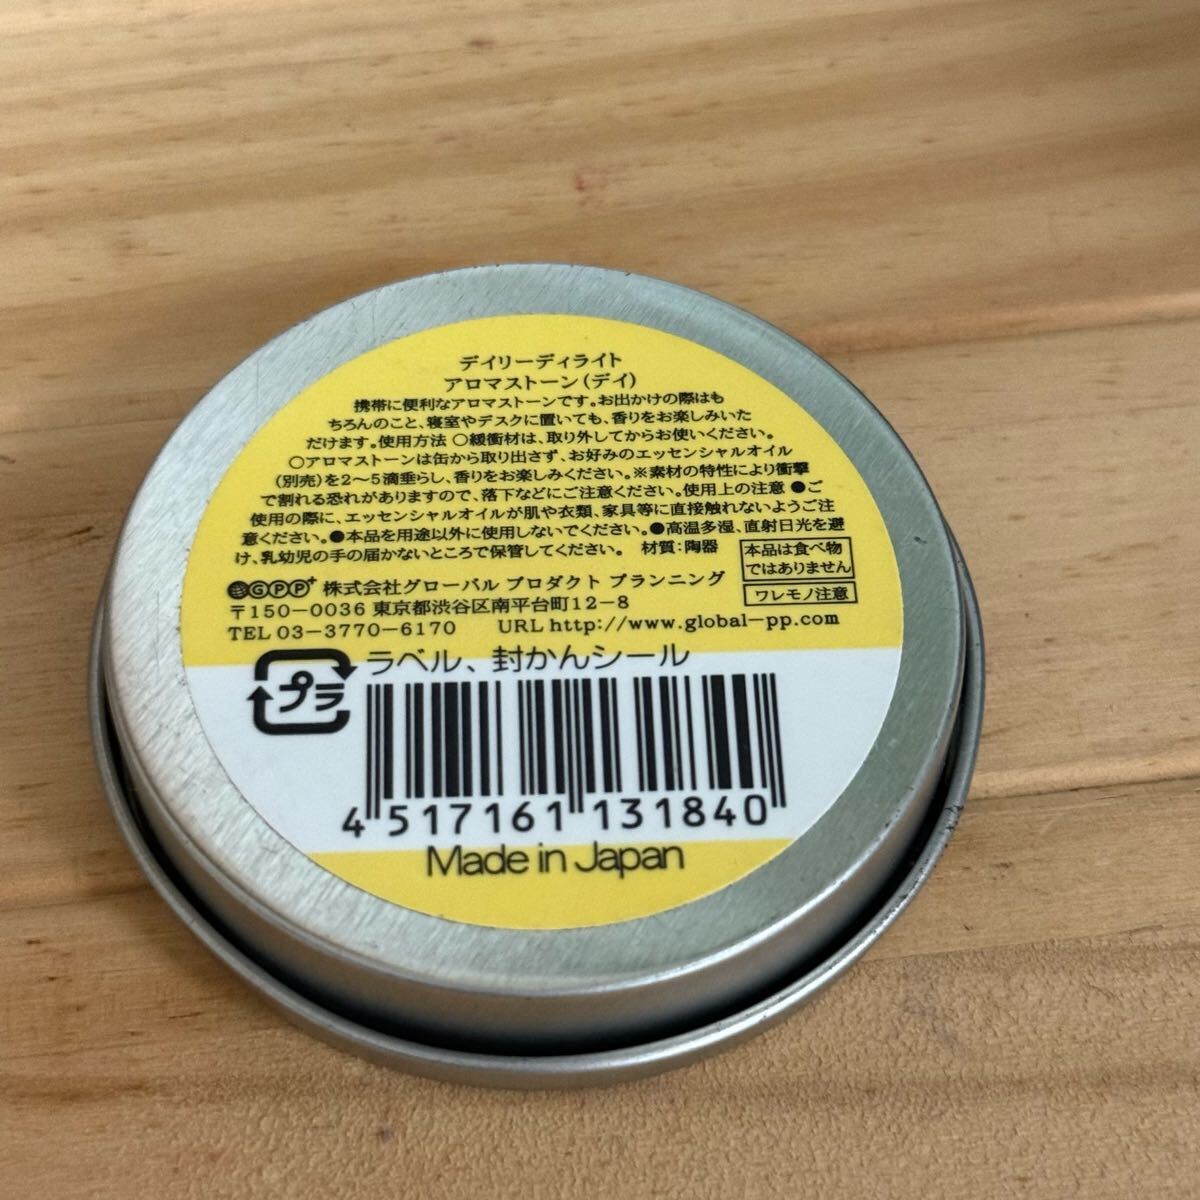 デイリーディライト
アロマストーン(デイ)
携帯に便利なアロマストーンです。お出かけの際はも
ちろんのこと、寝室やデスクに置いても、香りをお楽しみいた
だけます。使用方法 ○緩衝材は、取り外してからお使いください。
○アロマストーンは缶から取り出さず、お好みのエッセンシャルオイル
(別売)を2〜5滴垂らし、香りをお楽しみください。※素材の特性により衝撃
で割れる恐れがありますので、落下などにご注意ください。使用上の注意 ●ご
使用の際に、エッセンシャルオイルが肌や衣類、家具等に直接触れないようご注
意ください。●本品を用途以外に使用しないでください。●高温多湿、直射日光を避
け、乳幼児の手の届かないところで保管してください。 材質:陶器
本品は食べ物
ではありません
ワレモノ注意
GPP+ 株式会社グローバル プロダクト プランニング
〒150-0036 東京都渋谷区南平台町12-8
TEL 03-3770-6170 URL http://www.global-pp.com
プラ ラベル、封かんシール
4 517161 131840
Made in Japan